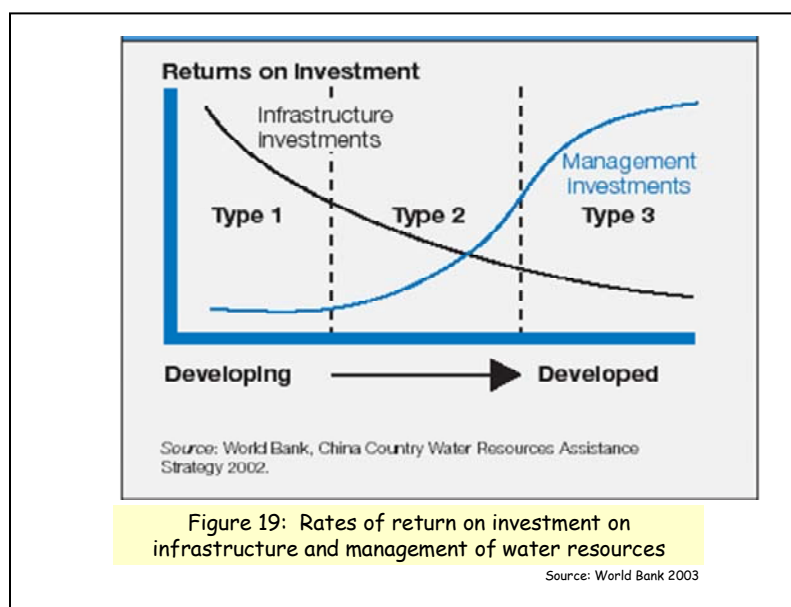 Returns on Investment
Infrastructure
Investments
Management
Investments
Type 1
Type 2
Type 3
Developing
Developed
Source: World Bank, China Country Water Resources Assistance
Strategy 2002.
Figure 19: Rates of return on investment on
infrastructure and management of water resources
Source: World Bank 2003